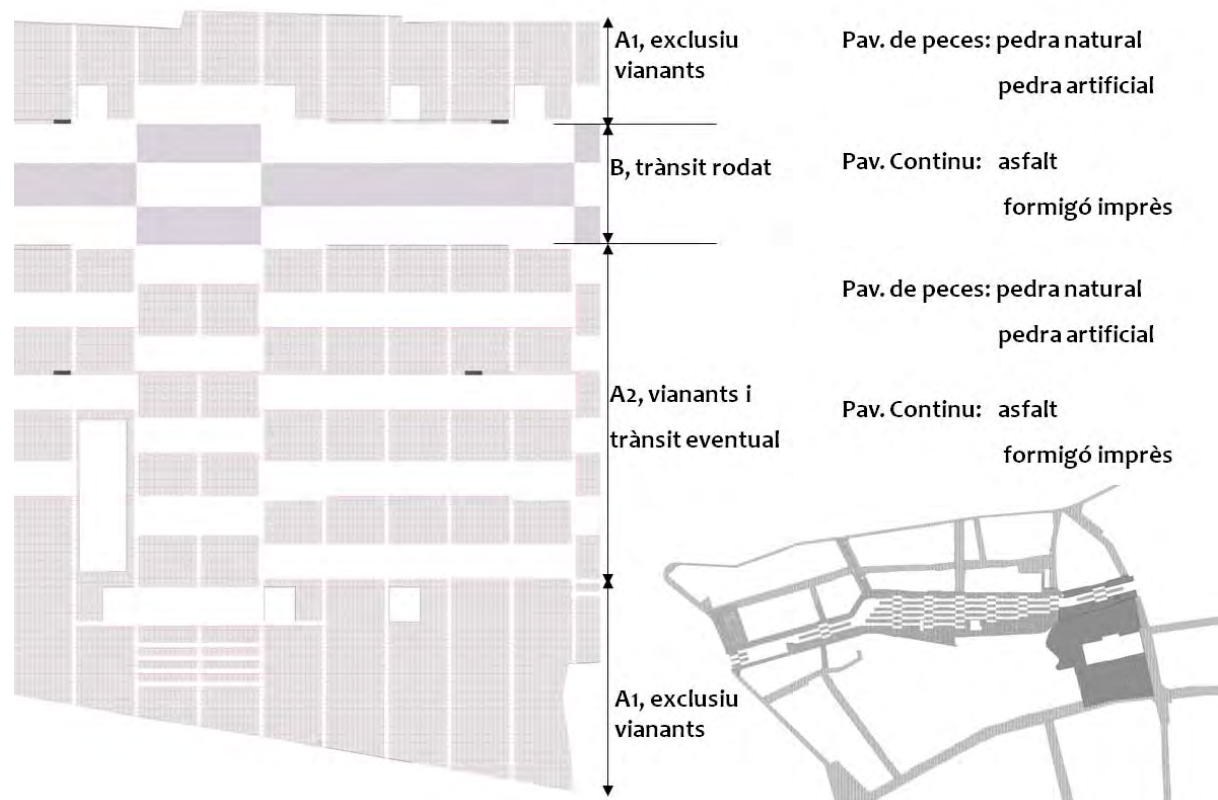 A1, exclusiu
vianants
Pav. de peces: pedra natural
pedra artificial
B, trànsit rodat
Pav. Continu: asfalt
formigó imprès
Pav. de peces: pedra natural
pedra artificial
A2, vianants i
trànsit eventual
Pav. Continu: asfalt
formigó imprès
A1, exclusiu
vianants